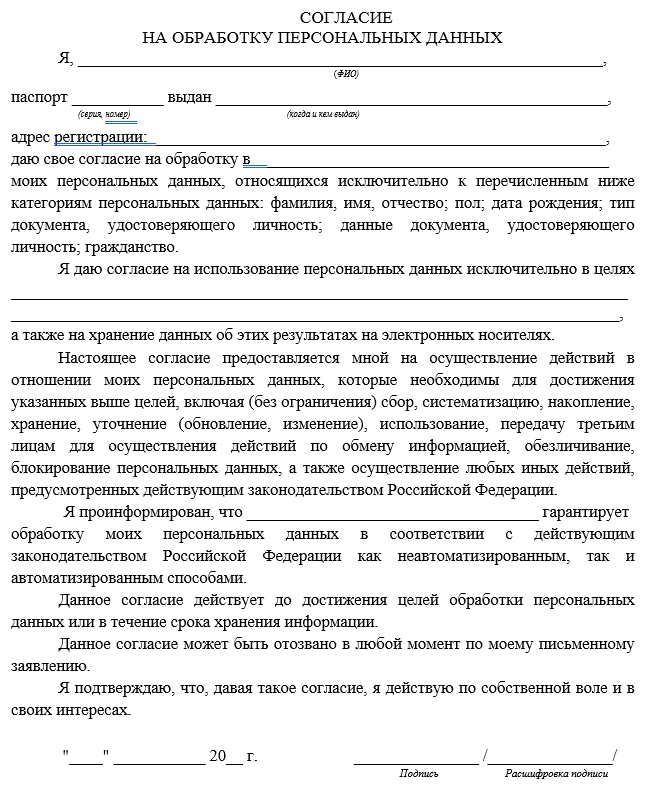 СОГЛАСИЕ
НА ОБРАБОТКУ ПЕРСОНАЛЬНЫХ ДАННЫХ
Я, ________________________________________________________________,
(ФИО)
паспорт ___________ выдан _______________________________________________,
(серия, номер) (когда и кем выдан)
адрес регистрации: ______________________________________________________,
даю свое согласие на обработку в___________________________________________
моих персональных данных, относящихся исключительно к перечисленным ниже
категориям персональных данных: фамилия, имя, отчество; пол; дата рождения; тип
документа, удостоверяющего личность; данные документа, удостоверяющего
личность; гражданство.
Я даю согласие на использование персональных данных исключительно в целях
__________________________________________________________________________
_________________________________________________________________________,
а также на хранение данных об этих результатах на электронных носителях.
Настоящее согласие предоставляется мной на осуществление действий в
отношении моих персональных данных, которые необходимы для достижения
указанных выше целей, включая (без ограничения) сбор, систематизацию, накопление,
хранение, уточнение (обновление, изменение), использование, передачу третьим
лицам для осуществления действий по обмену информацией, обезличивание,
блокирование персональных данных, а также осуществление любых иных действий,
предусмотренных действующим законодательством Российской Федерации.
Я проинформирован, что ___________________________________ гарантирует
обработку моих персональных данных в соответствии с действующим
законодательством Российской Федерации как неавтоматизированным, так и
автоматизированным способами.
Данное согласие действует до достижения целей обработки персональных
данных или в течение срока хранения информации.
Данное согласие может быть отозвано в любой момент по моему письменному
заявлению.
Я подтверждаю, что, давая такое согласие, я действую по собственной воле и в
своих интересах.
"____" ___________ 20__ г. _______________ /_______________/
Подпись Расшифровка подписи